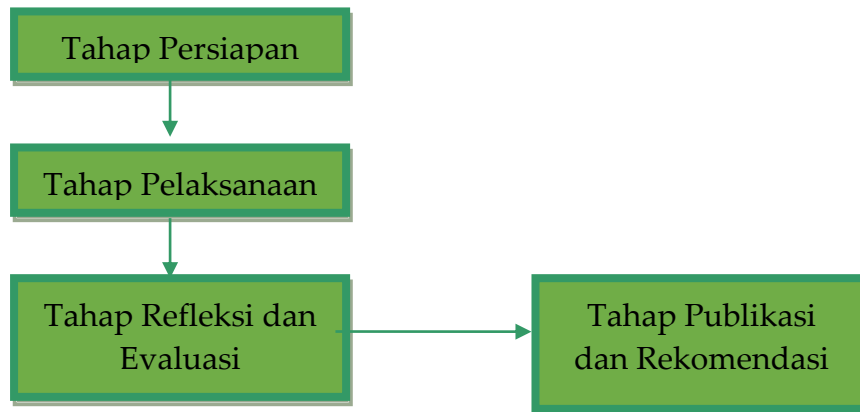 Tahap Persiapan
Tahap Pelaksanaan
Tahap Refleksi dan
Evaluasi
Tahap Publikasi
dan Rekomendasi